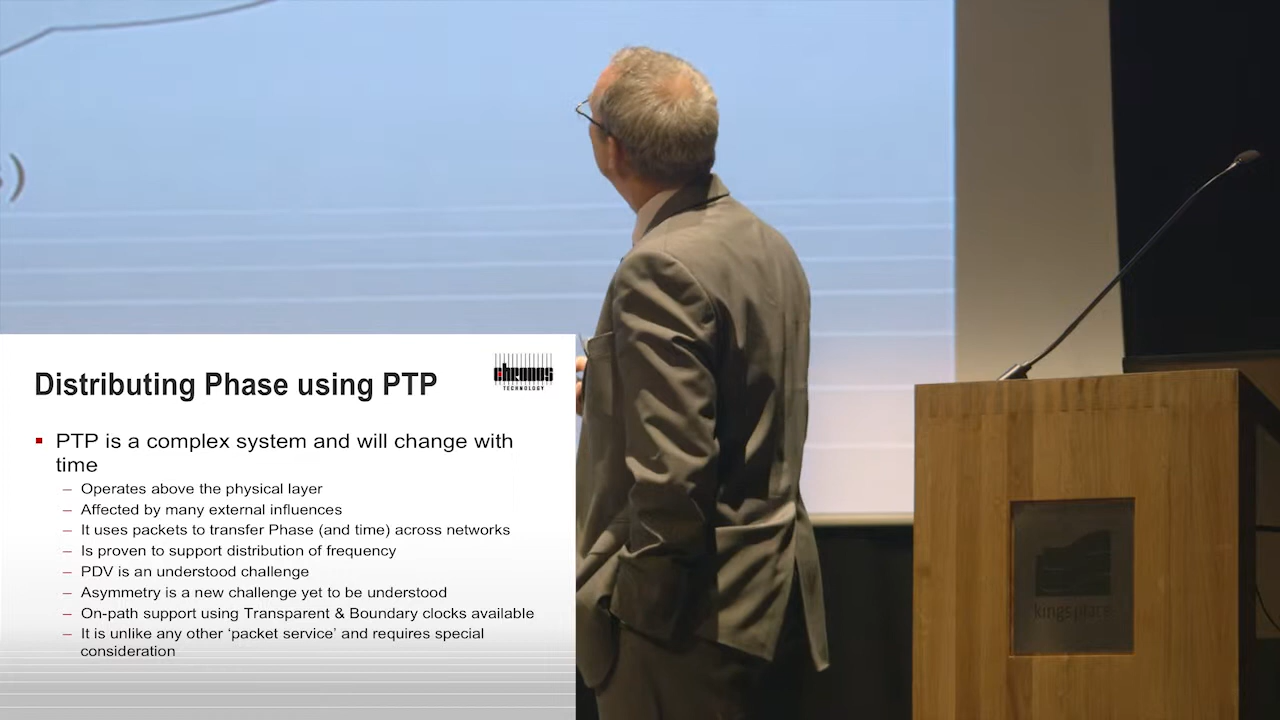 )
chronos
TECHNOLOGY
Distributing Phase using PTP
▪ PTP is a complex system and will change with
time
– Operates above the physical layer
– Affected by many external influences
– It uses packets to transfer Phase (and time) across networks
– Is proven to support distribution of frequency
– PDV is an understood challenge
– Asymmetry is a new challenge yet to be understood
– On-path support using Transparent & Boundary clocks available
– It is unlike any other ‘packet service’ and requires special
consideration
kings place